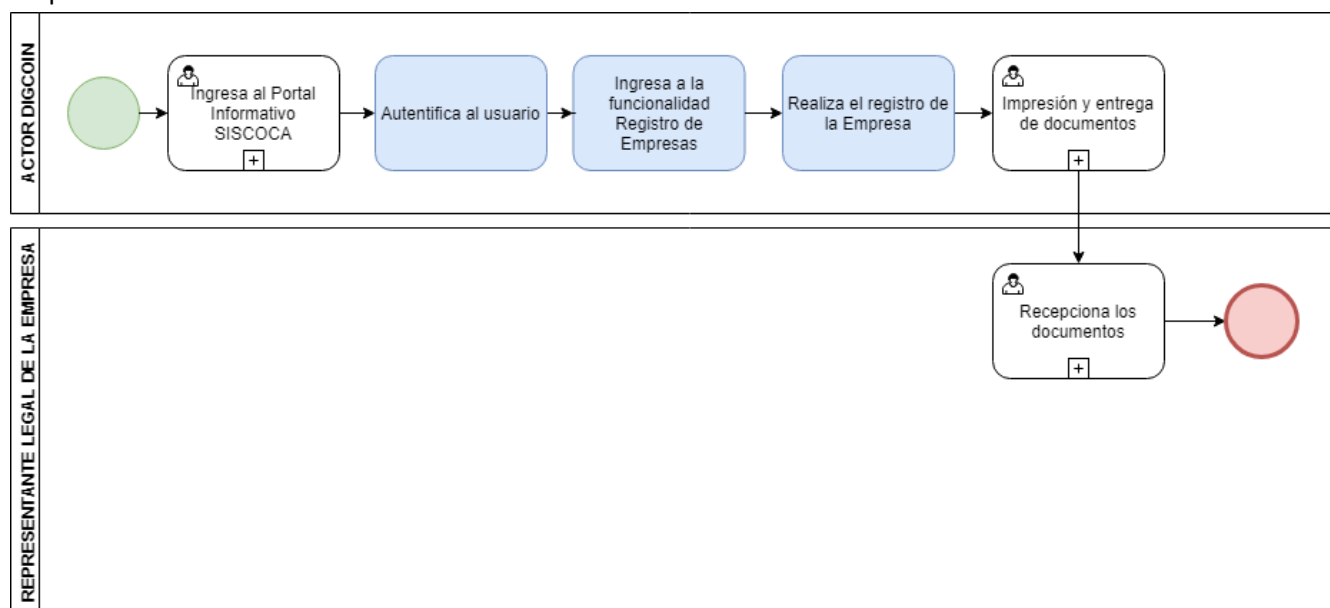 ACTOR DIGCOIN
Ingresa al Portal
Informativo
SISCOCA
Autentifica al usuario
Ingresa a la
funcionalidad
Registro de
Empresas
Realiza el registro de
la Empresa
Impresión y entrega
de documentos
REPRESENTANTE LEGAL DE LA EMPRESA
Recepciona los
documentos